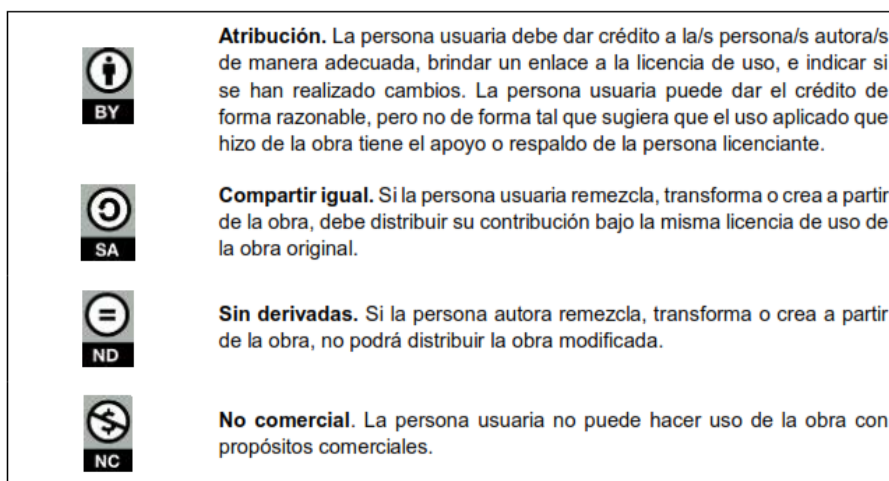 Atribución. La persona usuaria debe dar crédito a la/s persona/s autora/s
de manera adecuada, brindar un enlace a la licencia de uso, e indicar si
se han realizado cambios. La persona usuaria puede dar el crédito de
forma razonable, pero no de forma tal que sugiera que el uso aplicado que
hizo de la obra tiene el apoyo o respaldo de la persona licenciante.
BY
Compartir igual. Si la persona usuaria remezcla, transforma o crea a partir
de la obra, debe distribuir su contribución bajo la misma licencia de uso de
la obra original.
SA
Sin derivadas. Si la persona autora remezcla, transforma o crea a partir
de la obra, no podrá distribuir la obra modificada.
ND
No comercial. La persona usuaria no puede hacer uso de la obra con
propósitos comerciales.
NC